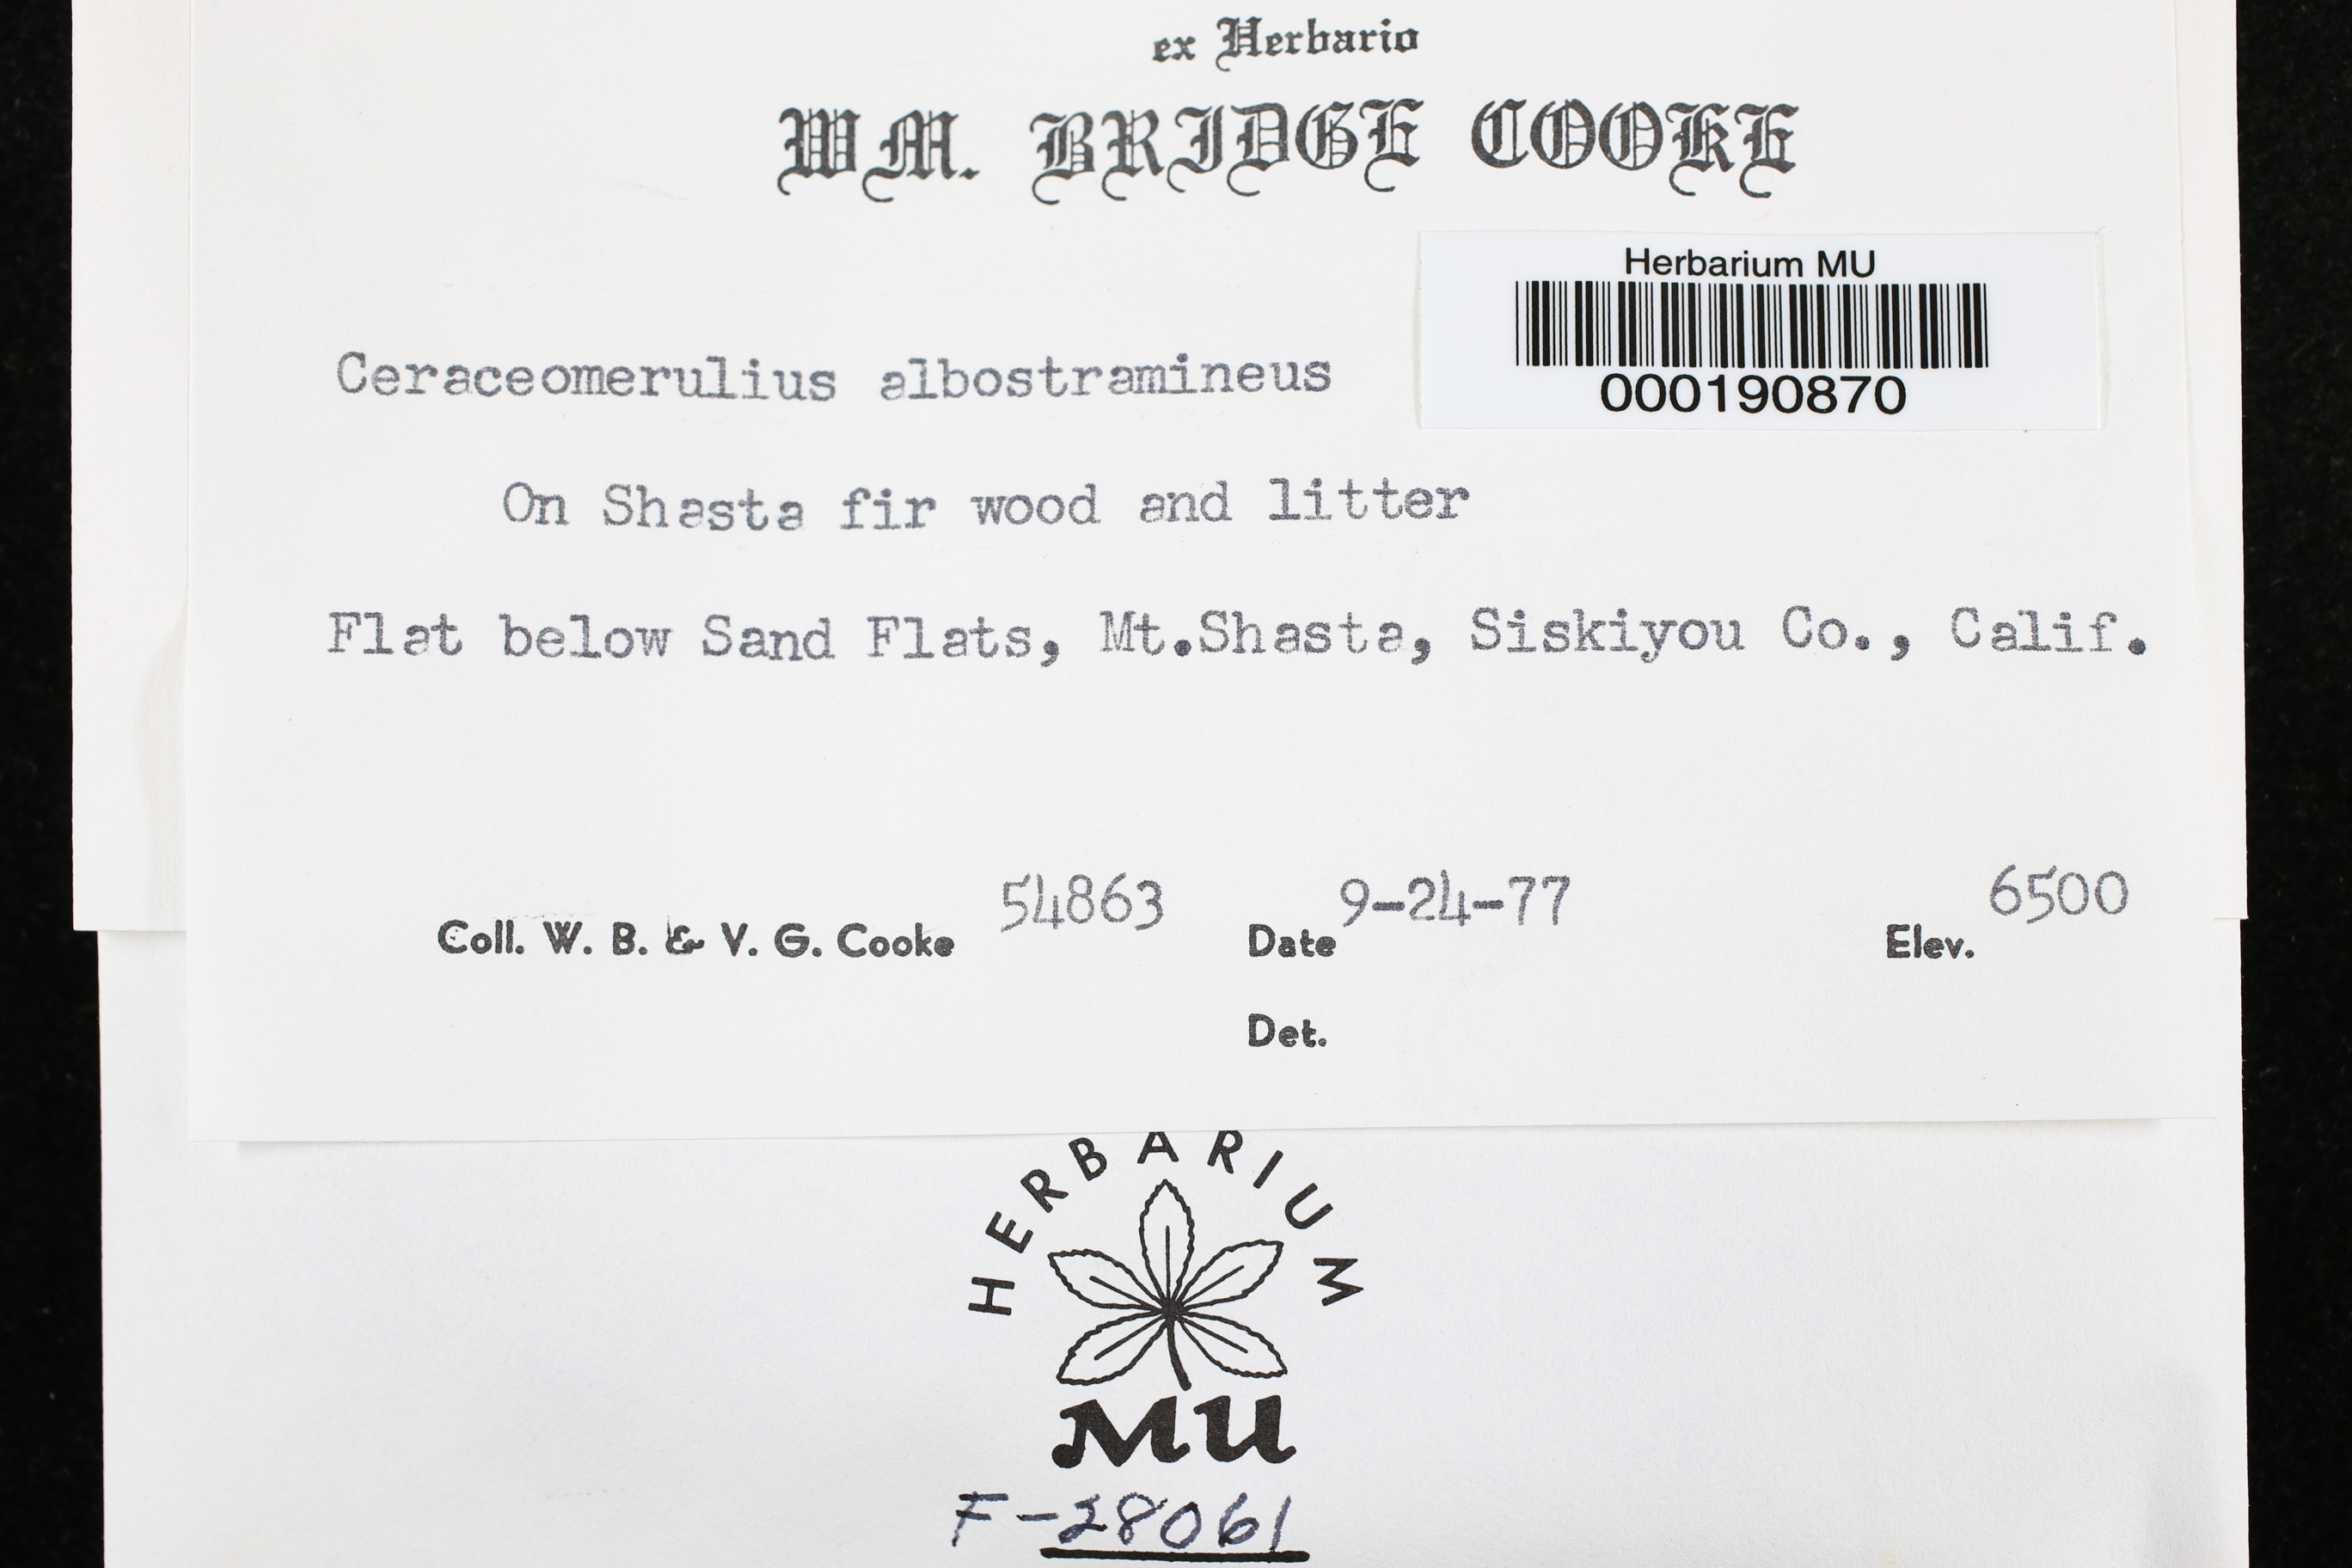 ex Herbario
WM. BRIDGE COOKE
Herbarium MU
000190870
Ceraceomerulius albostramineus
On Shasta fir wood and litter
Flat below Sand Flats, Mt.Shasta, Siskiyou Co., Calif.
Coll. W. B. & V. G. Cooke 54863 Date 9-24-77 Elev. 6500
Det.
HERBARIUM
MU
F-28061